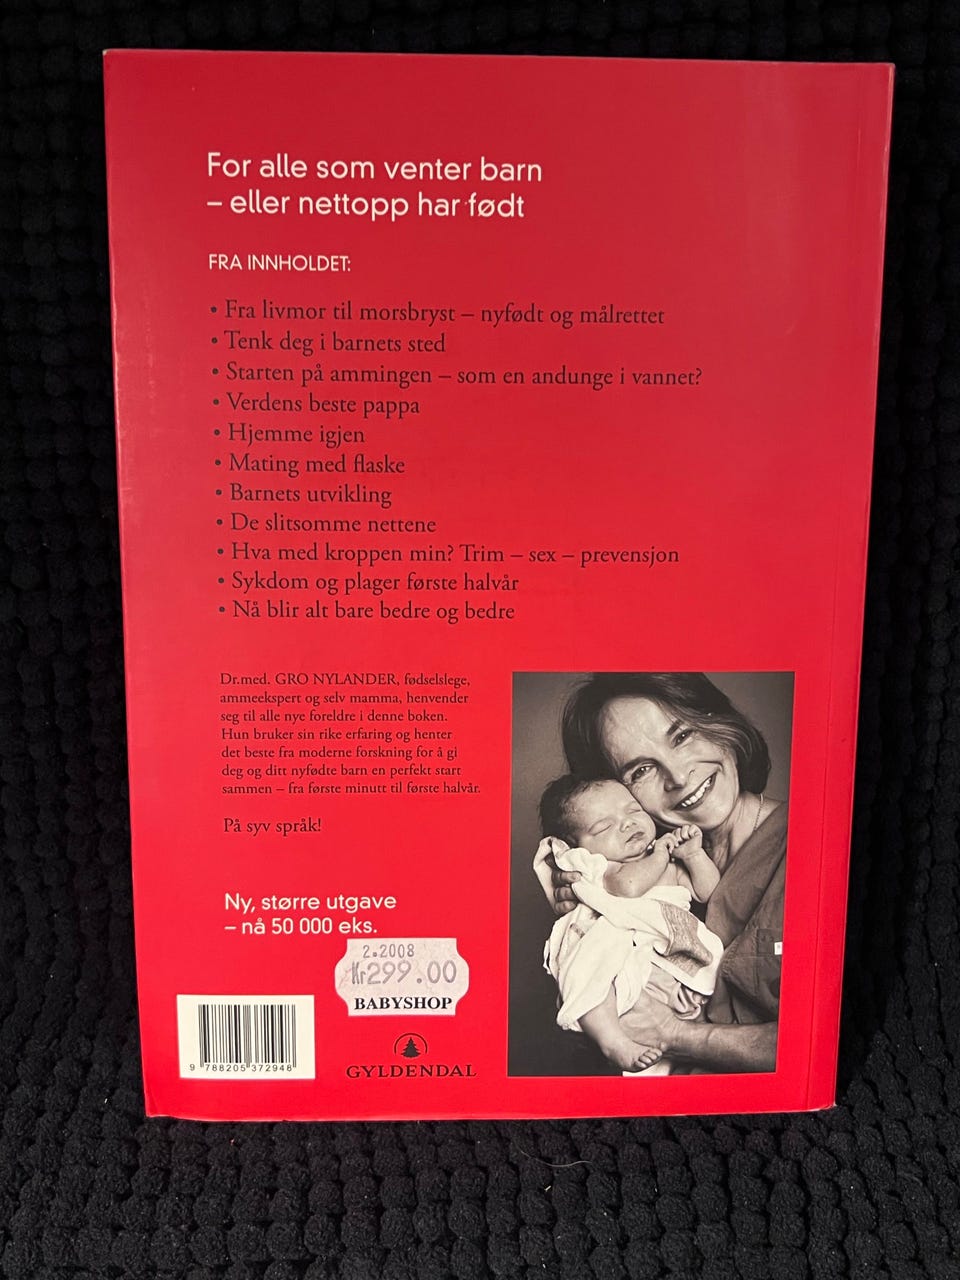 For alle som venter barn
– eller nettopp har født
FRA INNHOLDET:
• Fra livmor til morsbryst – nyfødt og målrettet
• Tenk deg i barnets sted
• Starten på ammingen – som en andunge i vannet?
• Verdens beste pappa
• Hjemme igjen
• Mating med flaske
• Barnets utvikling
• De slitsomme nettene
• Hva med kroppen min? Trim – sex – prevensjon
• Sykdom og plager første halvår
• Nå blir alt bare bedre og bedre
Dr.med. GRO NYLANDER, fødselslege,
ammeekspert og selv mamma, henvender
seg til alle nye foreldre i denne boken.
Hun bruker sin rike erfaring og henter
det beste fra moderne forskning for å gi
deg og ditt nyfødte barn en perfekt start
sammen – fra første minutt til første halvår.
På syv språk!
Ny, større utgave
– nå 50 000 eks.
2.2008
Kr299.00
BABYSHOP
9 788205 372948
GYLDENDAL